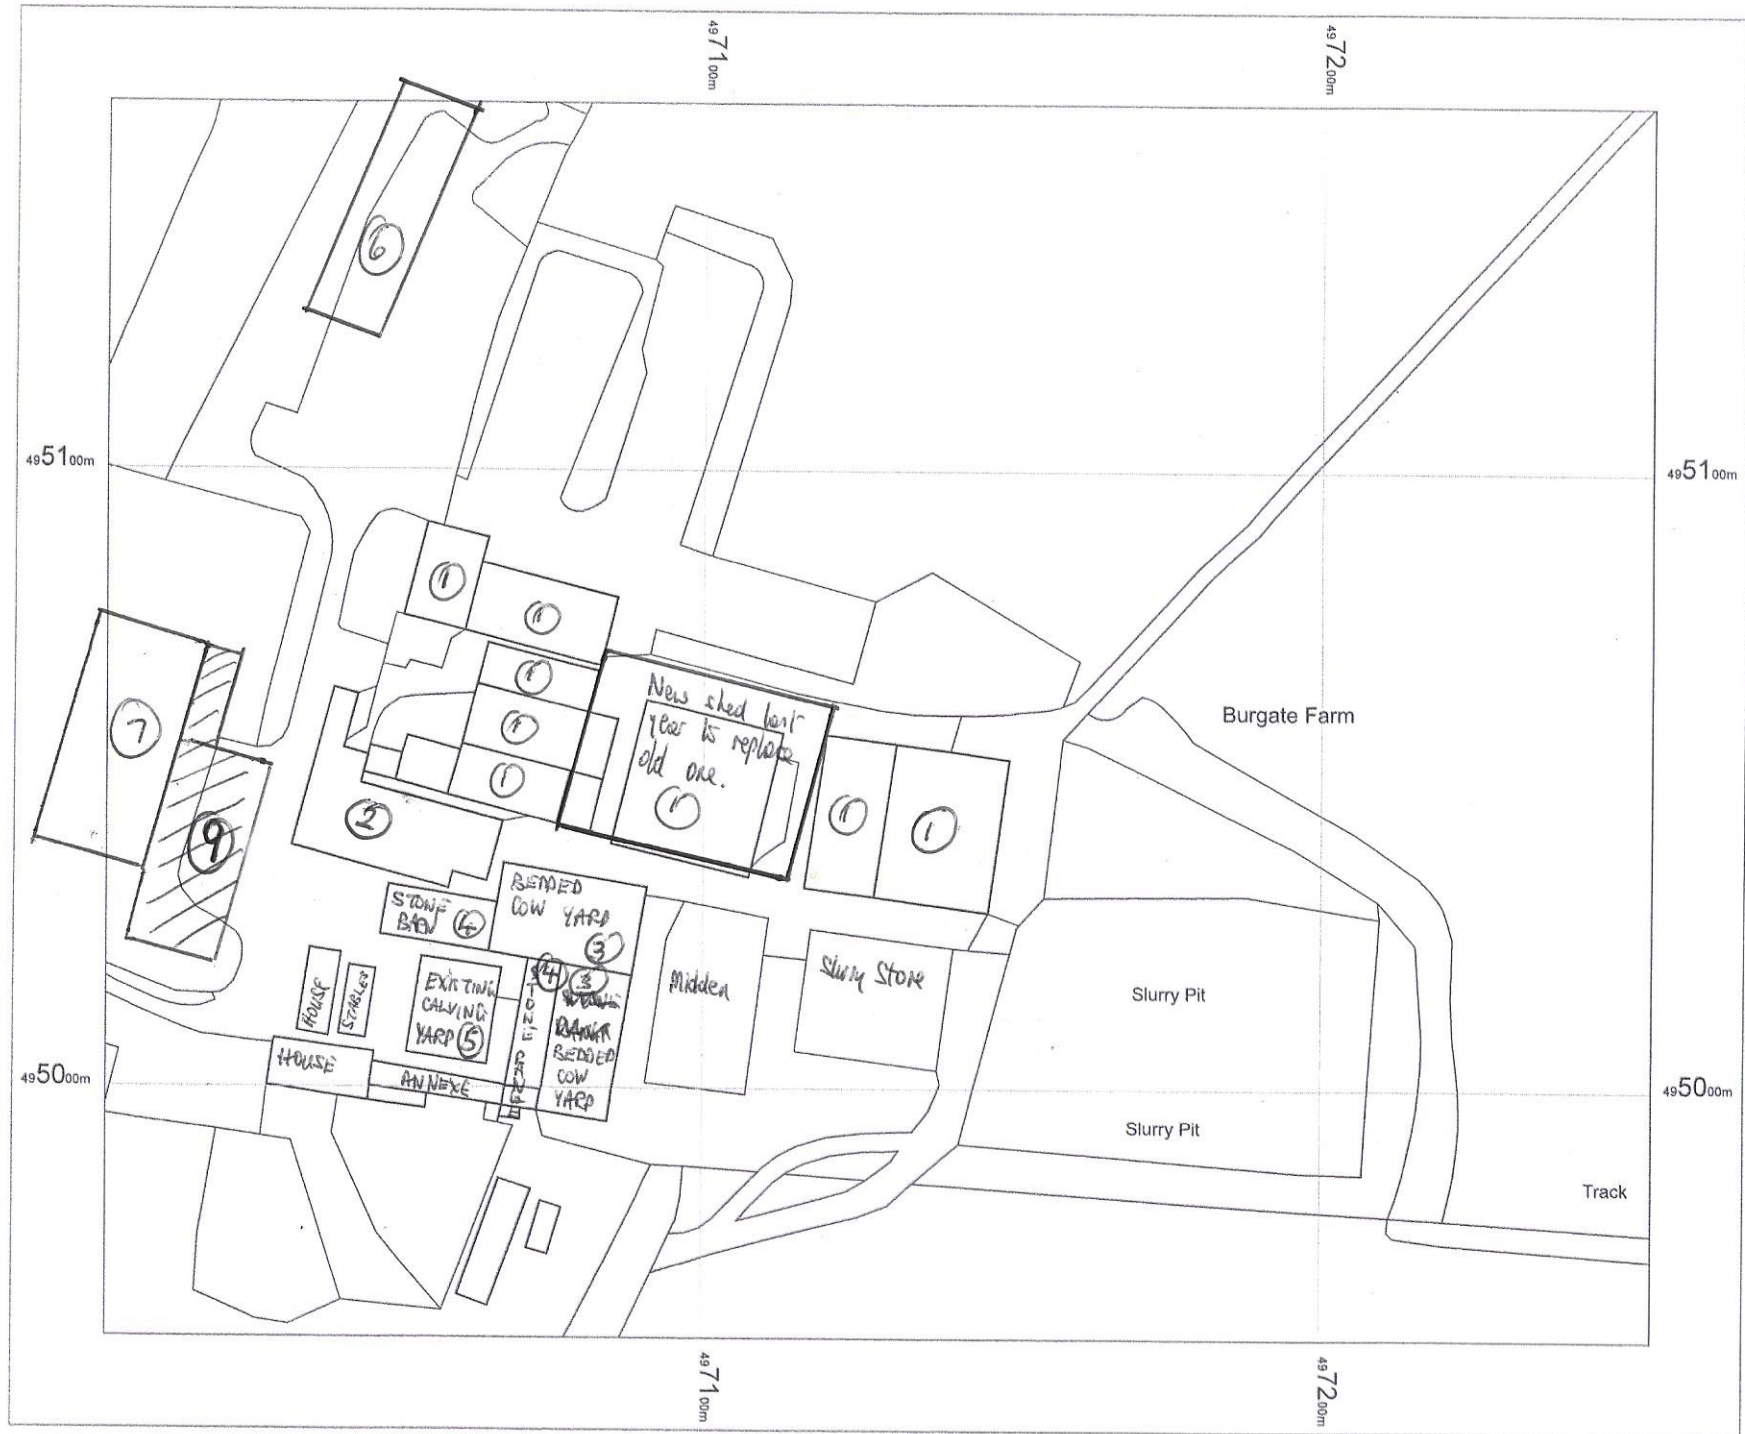 4971 00m
4972 00m
6
4951 00m
4951 00m
1
1
1
1
1
New shed last
year to replace
old one.
1
1
1
Burgate Farm
7
2
9
STONE
BARN 4
BEDDED
COW YARD
3
4
3
EXISTING
CALVING
YARD 5
BEDDED
COW
YARD
STONE
Midden
Slurry Store
Slurry Pit
HOUSE
STABLES
HOUSE
ANNEXE
4950 00m
4950 00m
Slurry Pit
Track
4971 00m
4972 00m